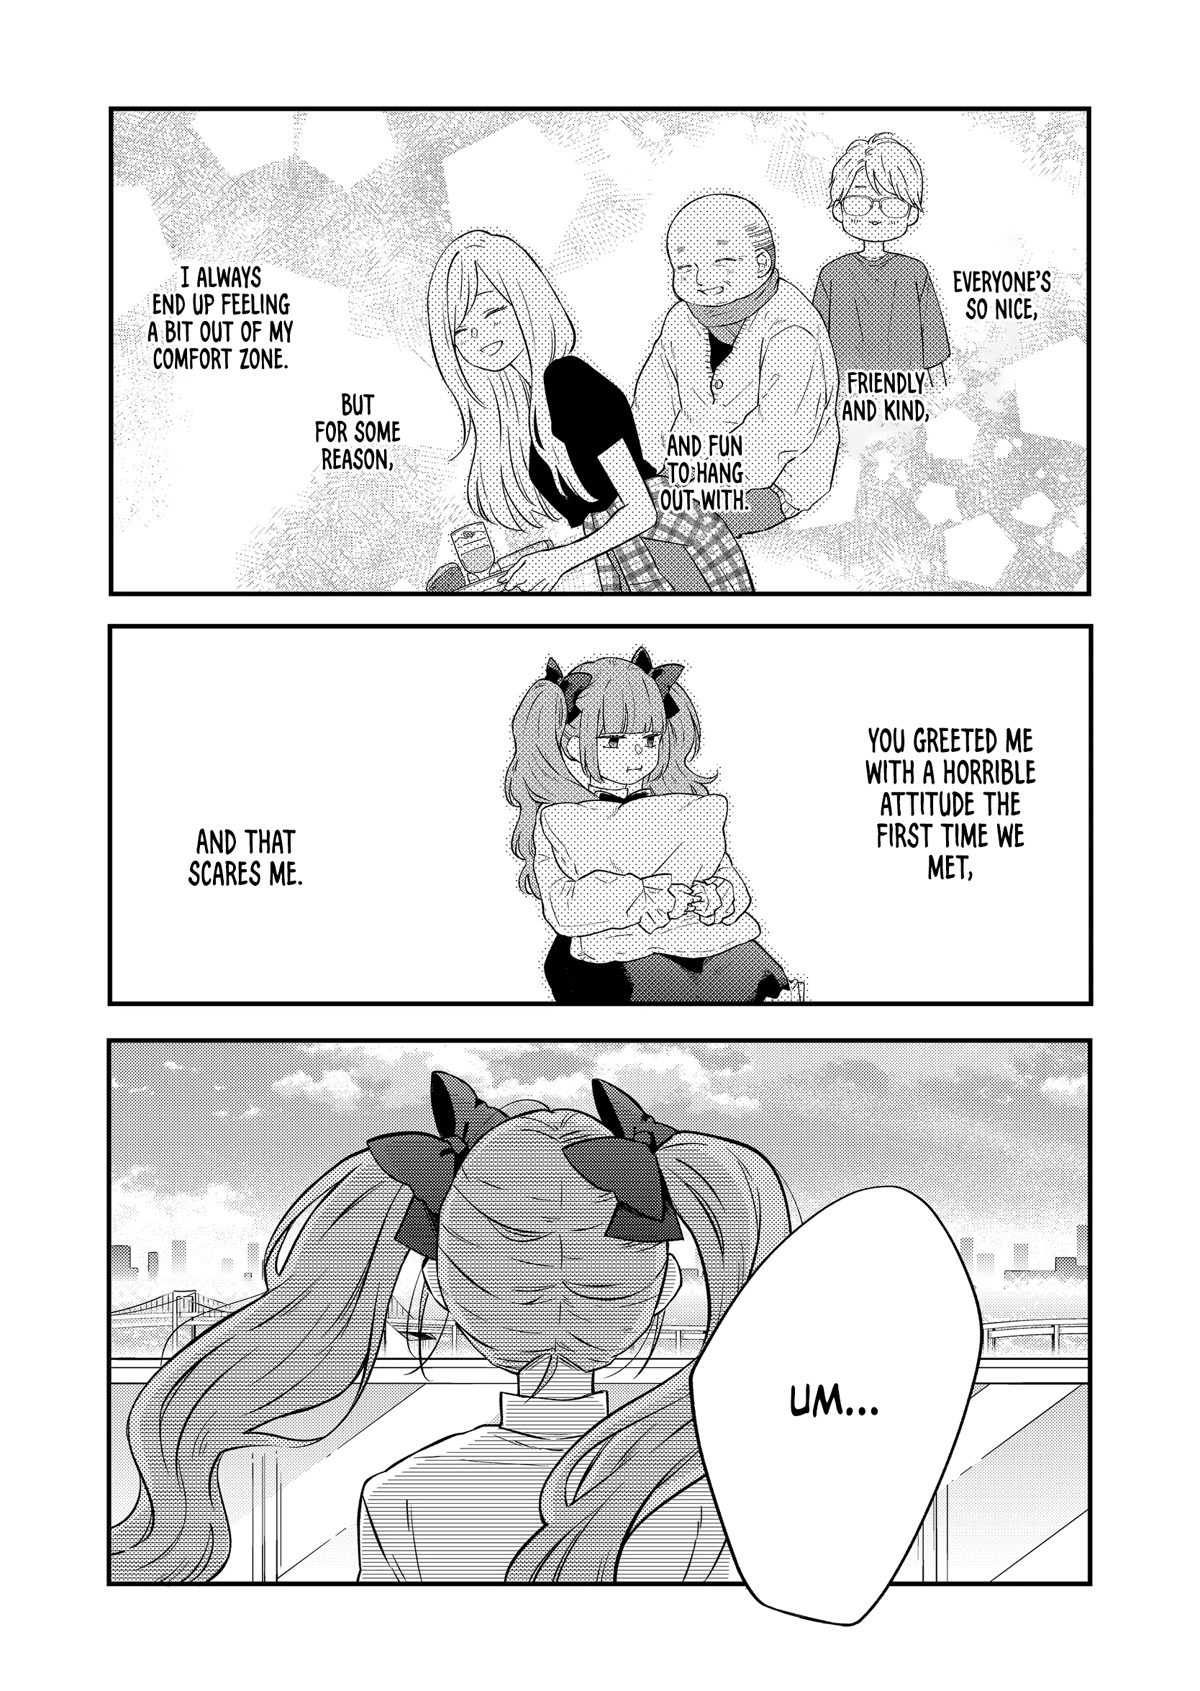 EVERYONE'S
SO NICE,
FRIENDLY
AND KIND,
AND FUN
TO HANG
OUT WITH.
BUT
FOR SOME
REASON,
I ALWAYS
END UP FEELING
A BIT OUT OF MY
COMFORT ZONE.
YOU GREETED ME
WITH A HORRIBLE
ATTITUDE THE
FIRST TIME WE
MET,
AND THAT
SCARES ME.
UM...